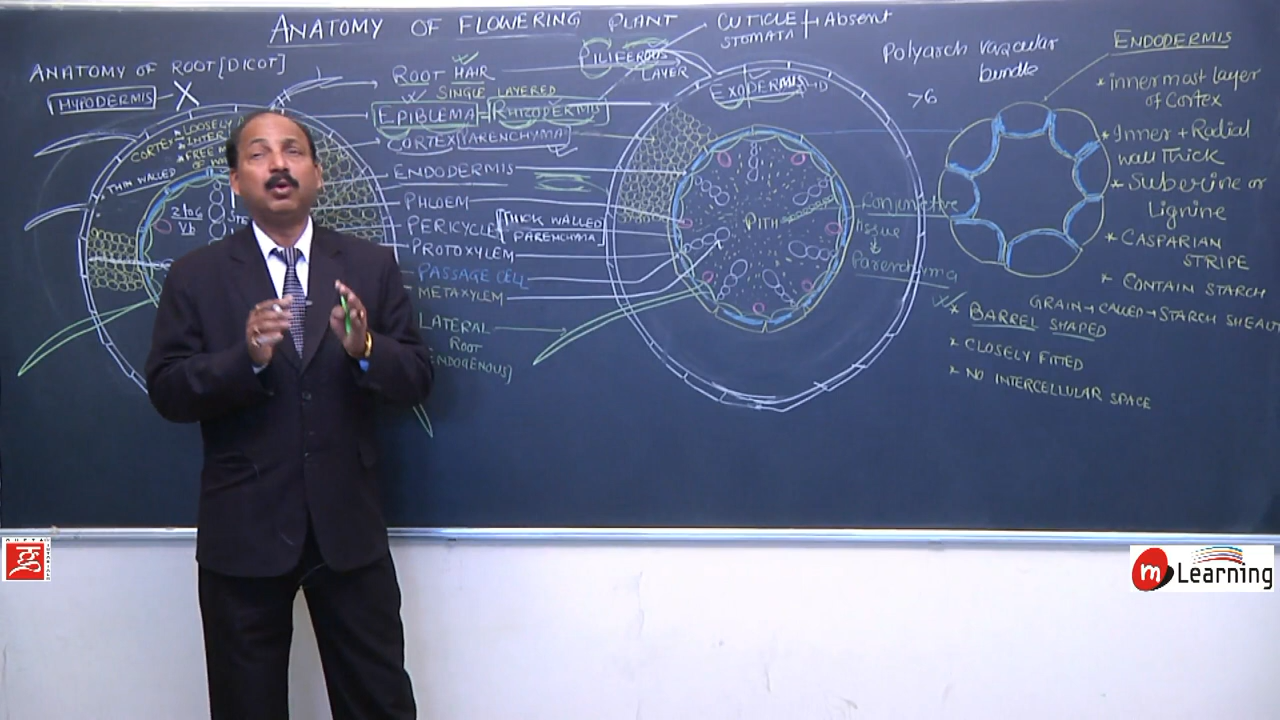 ANATOMY OF FLOWERING PLANT
CUTICLE
STOMATA
Absent
ANATOMY OF ROOT [DICOT]
HYPODERMIS X
ROOT HAIR
PILIFEROUS
LAYER
SINGLE LAYERED
EPIBLEMA = RHIZODERMIS
CORTEX (PARENCHYMA)
ENDODERMIS
PHLOEM
PERICYCLE
THICK WALLED
PARENCHYMA
PROTOXYLEM
PASSAGE CELL
METAXYLEM
LATERAL
ROOT
ENDOGENOUS]
LOOSELY
CORTEX
THIN WALLED
2 to 6
Vb
EXODERMIS
PITH
Conjunctive
tissue
Parenchyma
Polyarch vascular
bundle
>6
ENDODERMIS
* innermost layer
of Cortex
* Inner + Radial
wall Thick
* Suberine or
Lignine
* CASPARIAN
STRIPE
* CONTAIN STARCH
GRAIN → CALLED → STARCH SHEAT
* BARREL SHAPED
* CLOSELY FITTED
* NO INTERCELLULAR SPACE
m Learning